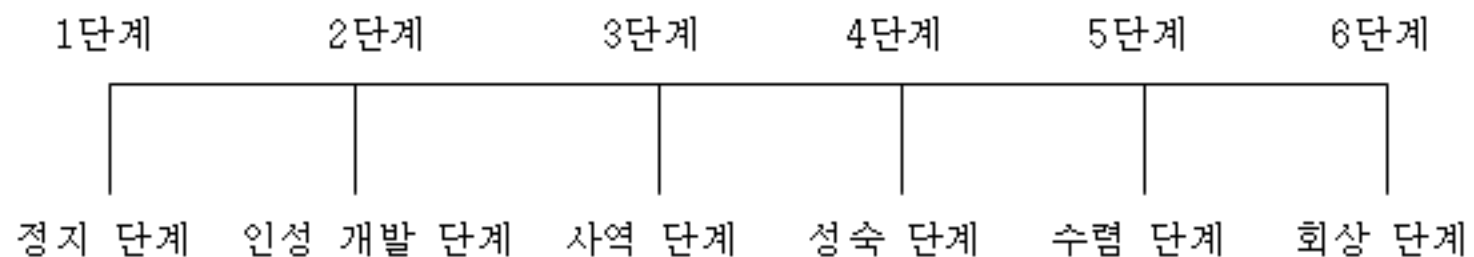 1단계 2단계 3단계 4단계 5단계 6단계
정지 단계 인성 개발 단계 사역 단계 성숙 단계 수렴 단계 회상 단계